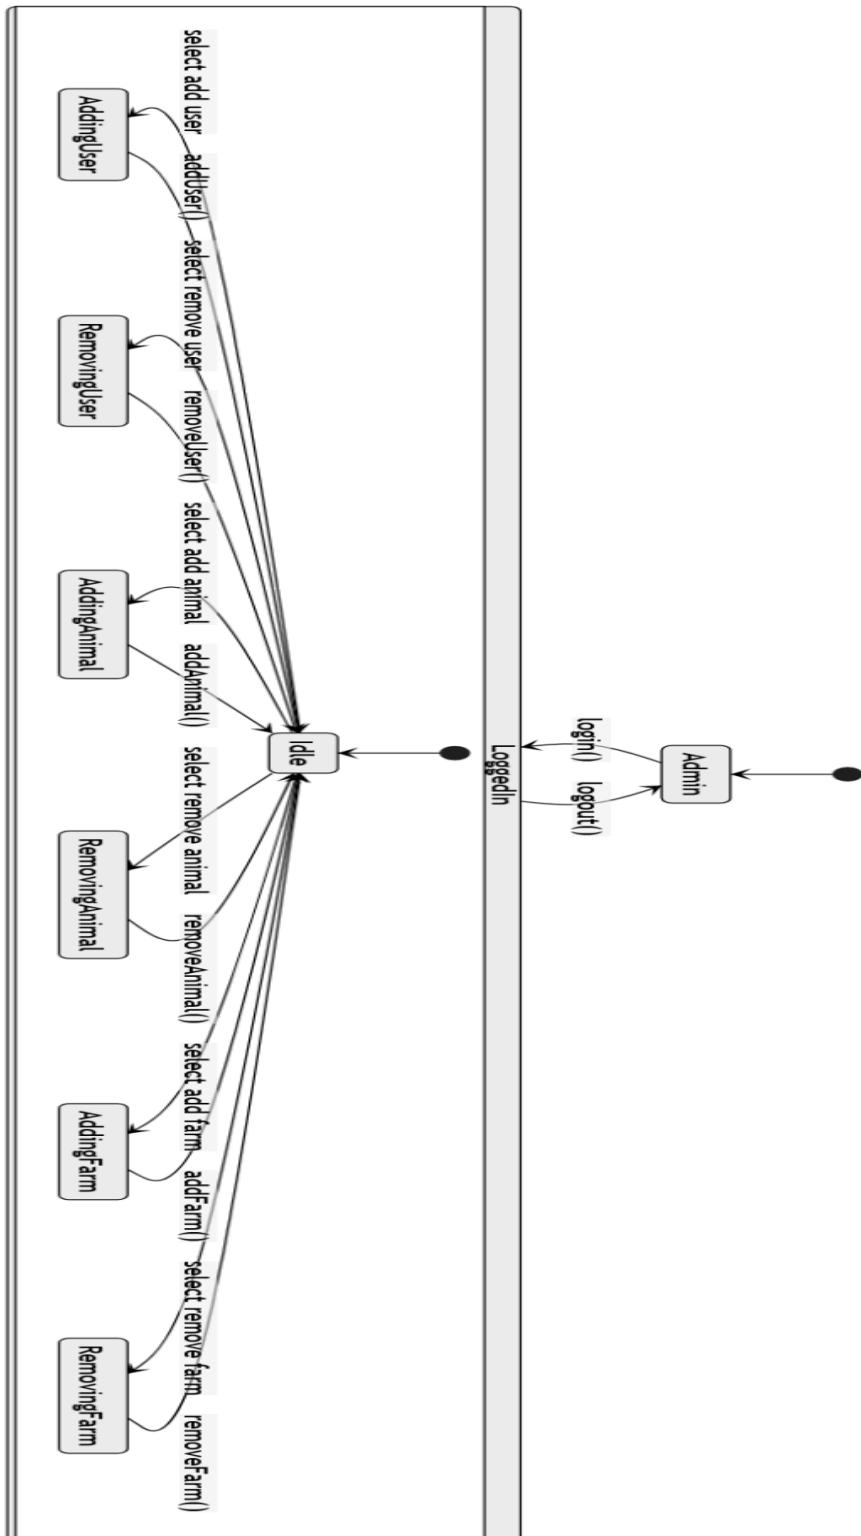 Admin
login()
logout()
LoggedIn
Idle
select add user
addUser()
select remove user
removeUser()
select add animal
addAnimal()
select remove animal
removeAnimal()
select add farm
addFarm()
select remove farm
removeFarm()
AddingUser
RemovingUser
AddingAnimal
RemovingAnimal
AddingFarm
RemovingFarm